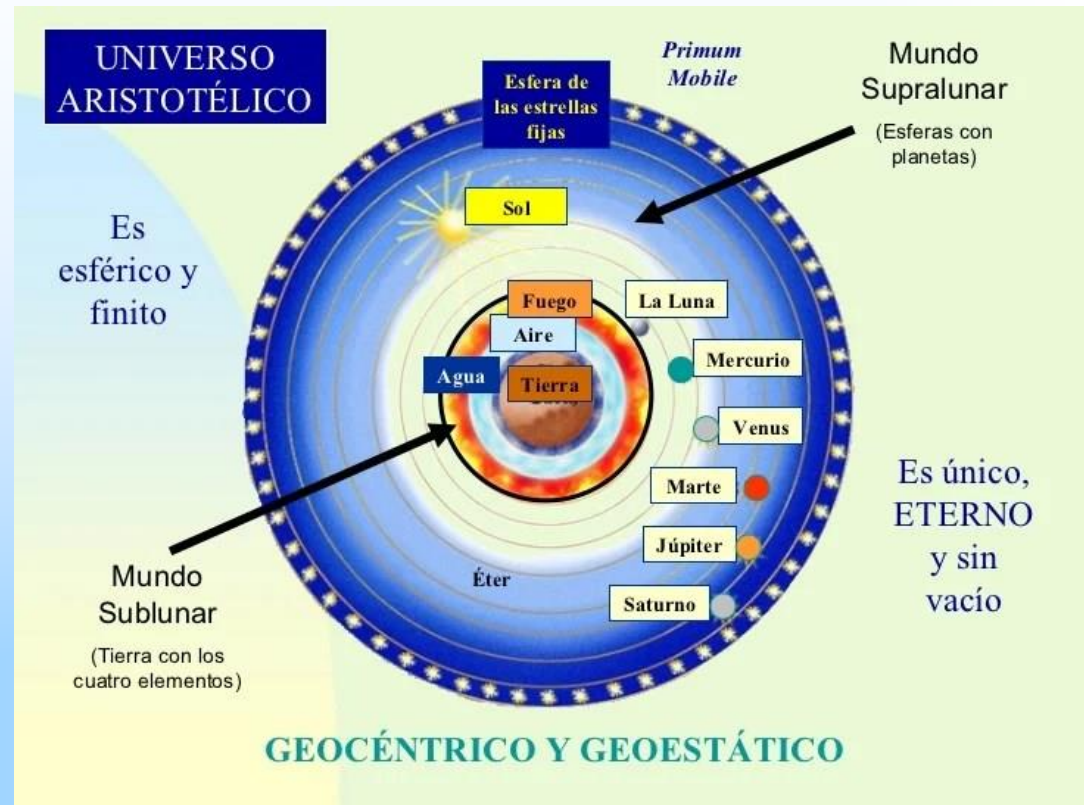 UNIVERSO
ARISTOTÉLICO
Esfera de
las estrellas
fijas
Primum
Mobile
Mundo
Supralunar
(Esferas con
planetas)
Es
esférico y
finito
Sol
Fuego
La Luna
Aire
Mercurio
Agua
Tierra
Venus
Marte
Júpiter
Saturno
Éter
Es único,
ETERNO
y sin
vacío
Mundo
Sublunar
(Tierra con los
cuatro elementos)
GEOCÉNTRICO Y GEOESTÁTICO